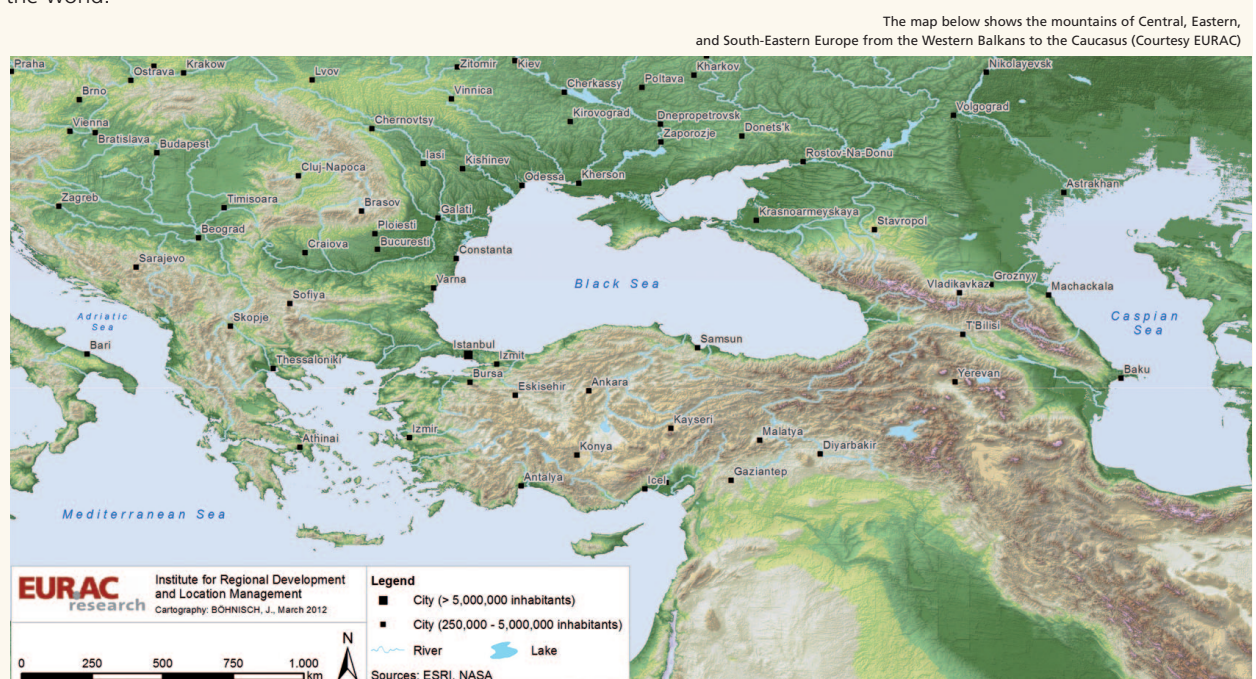 the world.
The map below shows the mountains of Central, Eastern,
and South-Eastern Europe from the Western Balkans to the Caucasus (Courtesy EURAC)
Praha
Ostrava
Krakow
Lvov
Zitomir
Kiev
Cherkassy
Poltava
Kharkov
Nikolayevsk
Brno
Vinnica
Kirovograd
Dnepropetrovsk
Volgograd
Vienna
Bratislava
Budapest
Chernovtsy
Zaporozje
Donets'k
Cluj-Napoca
Iasi
Kishinev
Rostov-Na-Donu
Odessa
Kherson
Astrakhan
Zagreb
Timisoara
Brasov
Galati
Krasnoarmeyskaya
Stavropol
Beograd
Ploiesti
Craiova
Bucuresti
Constanta
Sarajevo
Varna
Black Sea
Vladikavkaz
Groznyy
Machackala
Sofiya
Adriatic
Sea
Skopje
Caspian
Sea
T'Bilisi
Bari
Istanbul
Izmit
Samsun
Thessaloniki
Bursa
Eskisehir
Ankara
Yerevan
Baku
Kayseri
Izmir
Athinai
Konya
Malatya
Diyarbakir
Antalya
Icel
Gaziantep
Mediterranean Sea
EURAC
research
Institute for Regional Development
and Location Management
Cartography: BÖHNISCH, J., March 2012
Legend
City (> 5,000,000 inhabitants)
City (250,000 - 5,000,000 inhabitants)
River
Lake
Sources: ESRI, NASA
N
0 250 500 750 1.000
km